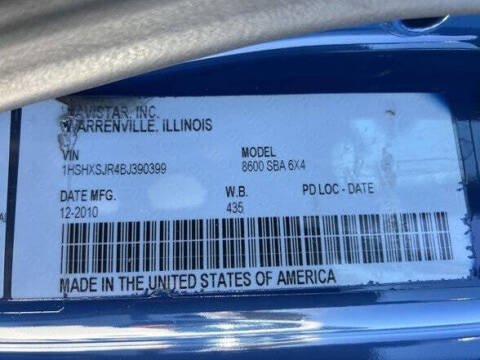 AVISTAR, INC.
WARRENVILLE, ILLINOIS
VIN MODEL
1HSHXSJR4BJ390399 8600 SBA 6X4
DATE MFG. W.B. PD LOC - DATE
12-2010 435
MADE IN THE UNITED STATES OF AMERICA